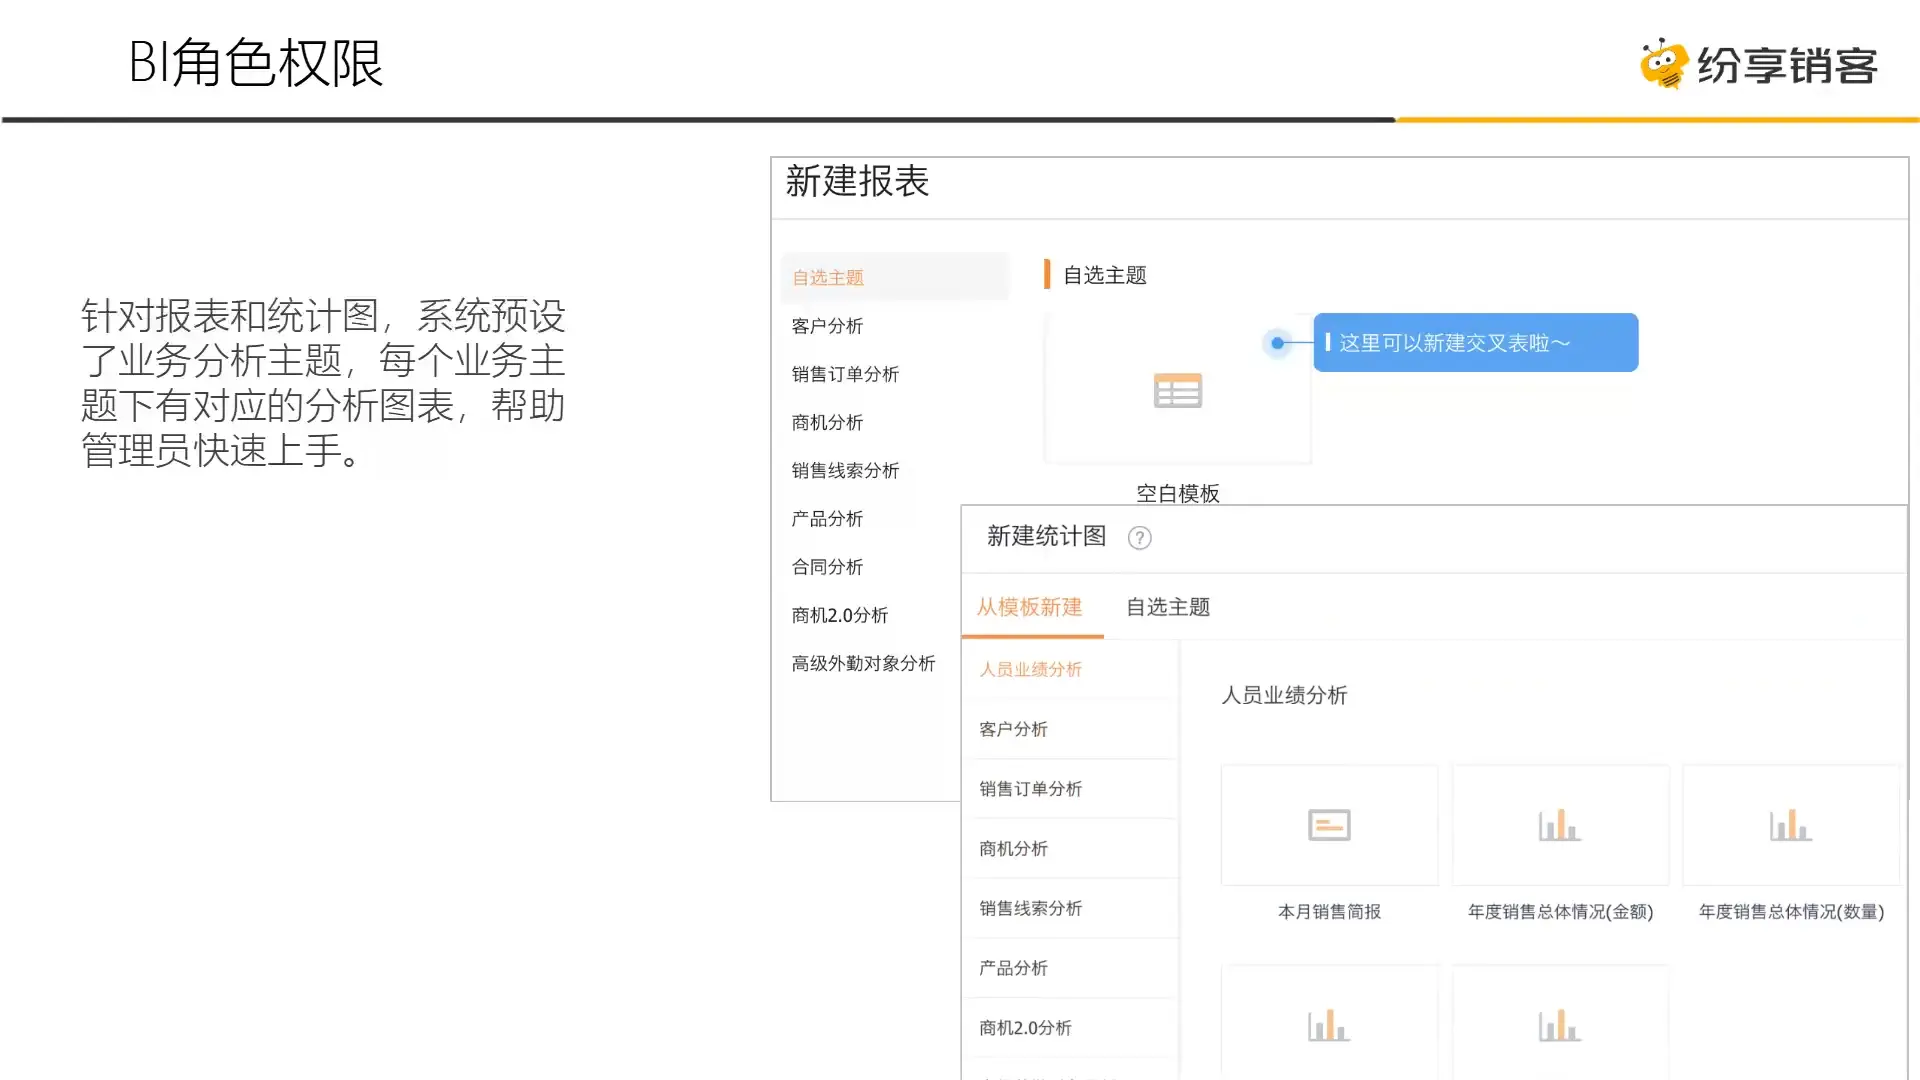 BI角色权限
纷享销客
针对报表和统计图，系统预设
了业务分析主题，每个业务主
题下有对应的分析图表，帮助
管理员快速上手。
新建报表
自选主题
客户分析
销售订单分析
商机分析
销售线索分析
产品分析
合同分析
商机2.0分析
高级外勤对象分析
自选主题
这里可以新建交叉表啦～
空白模板
新建统计图
?
从模板新建
自选主题
人员业绩分析
客户分析
销售订单分析
商机分析
销售线索分析
产品分析
商机2.0分析
人员业绩分析
本月销售简报
年度销售总体情况(金额)
年度销售总体情况(数量)